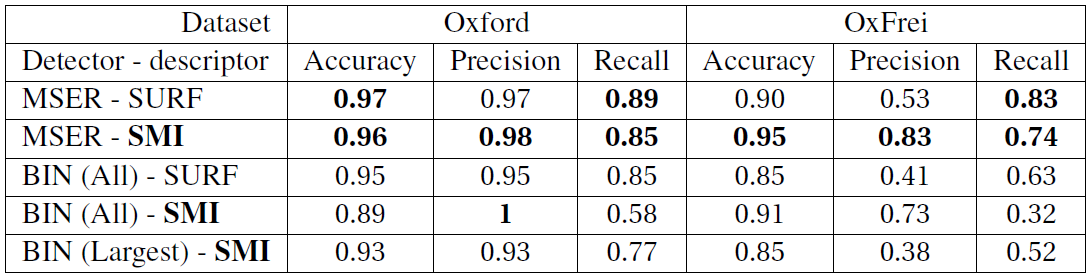 Dataset Oxford OxFrei
Detector - descriptor Accuracy Precision Recall Accuracy Precision Recall
MSER - SURF 0.97 0.97 0.89 0.90 0.53 0.83
MSER - SMI 0.96 0.98 0.85 0.95 0.83 0.74
BIN (All) - SURF 0.95 0.95 0.85 0.85 0.41 0.63
BIN (All) - SMI 0.89 1 0.58 0.91 0.73 0.32
BIN (Largest) - SMI 0.93 0.93 0.77 0.85 0.38 0.52